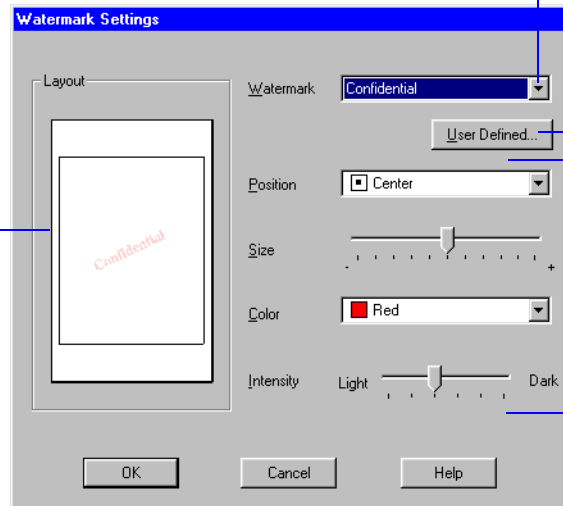 Watermark Settings
Layout
Confidential
Watermark Confidential
User Defined...
Position Center
Size
- +
Color Red
Intensity Light Dark
OK Cancel Help